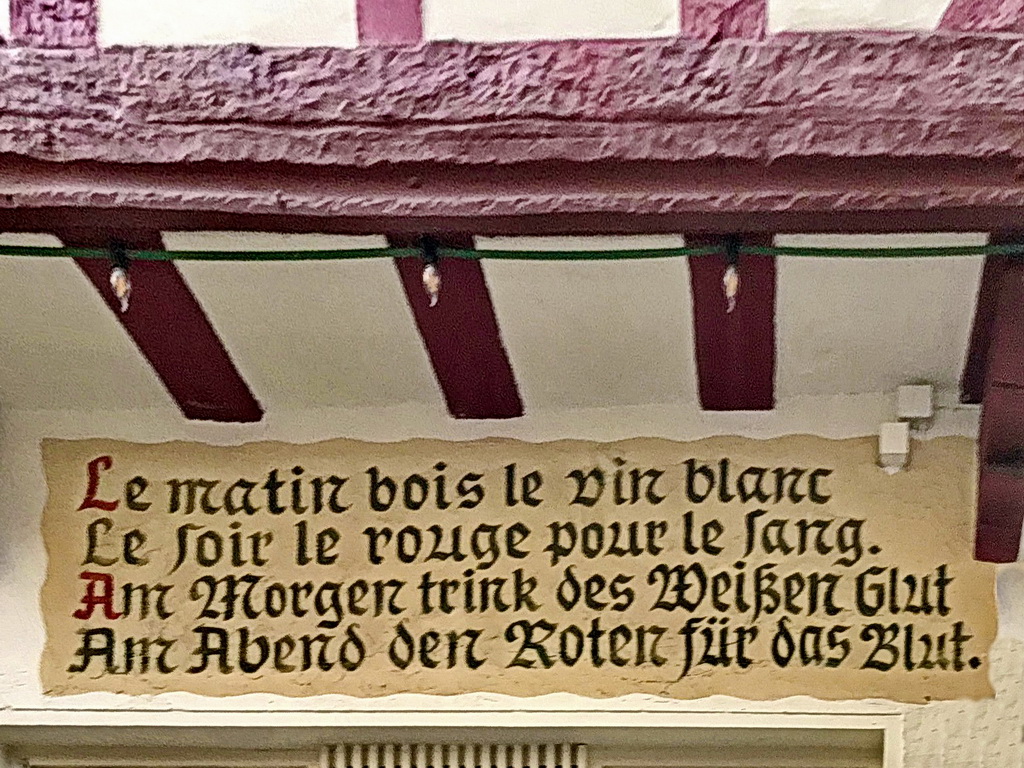 Le matin bois le vin blanc
Le ſoir le rouge pour le ſang.
Am Morgen trink des Weißen Glut
Am Abend den Roten für das Blut.